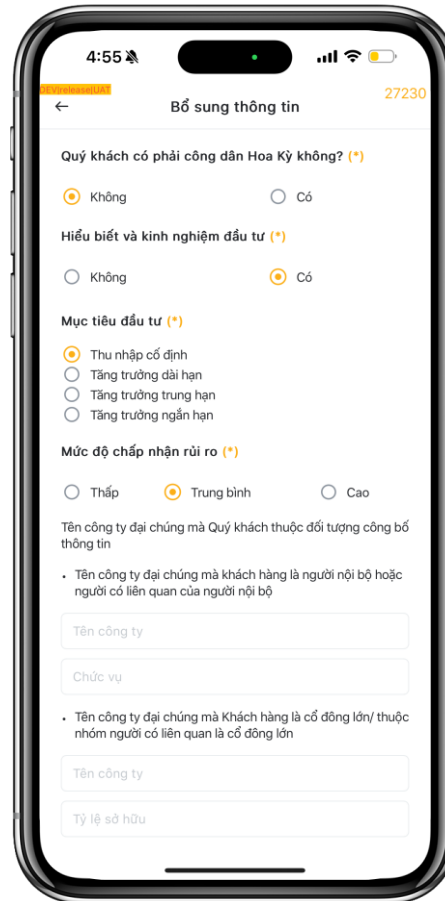 4:55
DEV|release|UAT
27230
Bổ sung thông tin
Quý khách có phải công dân Hoa Kỳ không? (*)
Không
Có
Hiểu biết và kinh nghiệm đầu tư (*)
Không
Có
Mục tiêu đầu tư (*)
Thu nhập cố định
Tăng trưởng dài hạn
Tăng trưởng trung hạn
Tăng trưởng ngắn hạn
Mức độ chấp nhận rủi ro (*)
Thấp
Trung bình
Cao
Tên công ty đại chúng mà Quý khách thuộc đối tượng công bố
thông tin
• Tên công ty đại chúng mà khách hàng là người nội bộ hoặc
người có liên quan của người nội bộ
Tên công ty
Chức vụ
• Tên công ty đại chúng mà Khách hàng là cổ đông lớn/ thuộc
nhóm người có liên quan là cổ đông lớn
Tên công ty
Tỷ lệ sở hữu